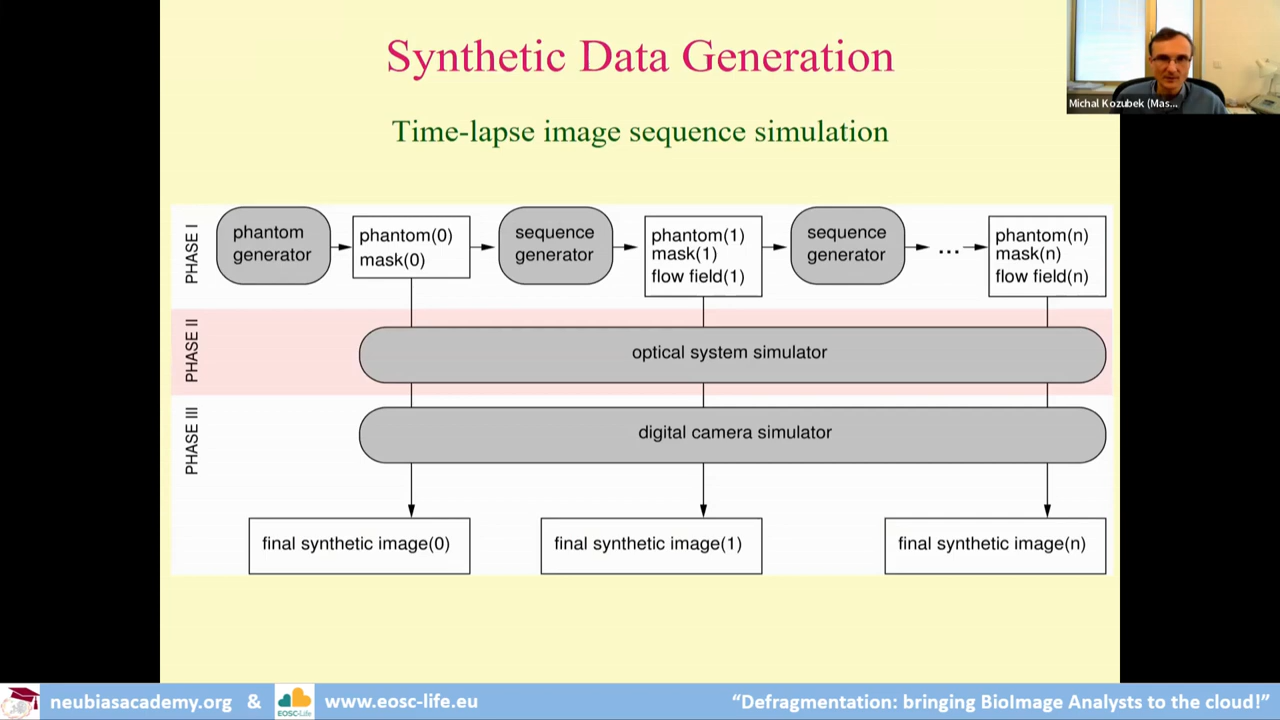 Synthetic Data Generation
Michal Kozubek (Mas...
Time-lapse image sequence simulation
PHASE I
phantom
generator
phantom(0)
mask(0)
sequence
generator
phantom(1)
mask(1)
flow field(1)
sequence
generator
...
phantom(n)
mask(n)
flow field(n)
PHASE II
optical system simulator
PHASE III
digital camera simulator
final synthetic image(0)
final synthetic image(1)
final synthetic image(n)
neubiasacademy.org & EOSC-Life www.eosc-life.eu “Defragmentation: bringing BioImage Analysts to the cloud!”